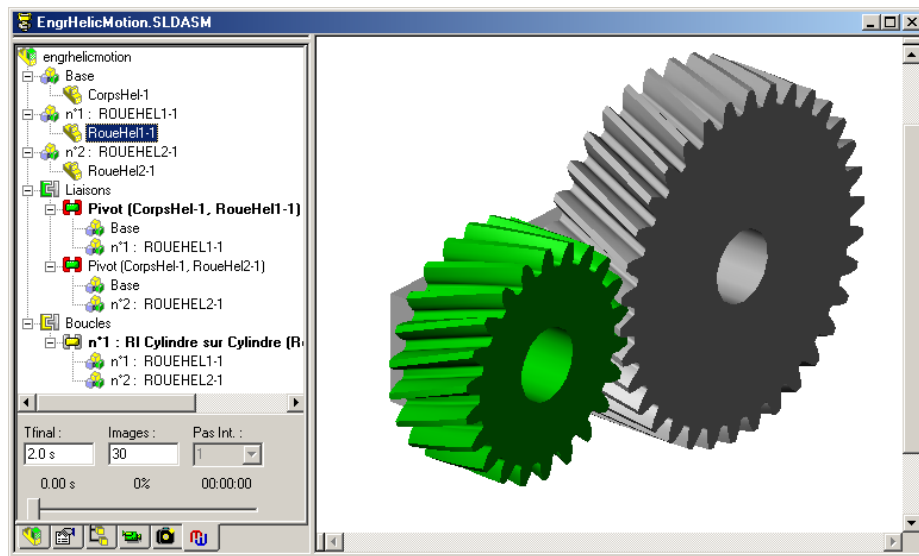 EngrHelicMotion.SLDASM
engrhelicmotion
Base
CorpsHel-1
n°1 : ROUEHEL1-1
RoueHel1-1
n°2 : ROUEHEL2-1
RoueHel2-1
Liaisons
Pivot (CorpsHel-1, RoueHel1-1)
Base
n°1 : ROUEHEL1-1
Pivot (CorpsHel-1, RoueHel2-1)
Base
n°2 : ROUEHEL2-1
Boucles
n°1 : RI Cylindre sur Cylindre (R
n°1 : ROUEHEL1-1
n°2 : ROUEHEL2-1
Tfinal : Images : Pas Int. :
2.0 s 30 1
0.00 s 0% 00:00:00